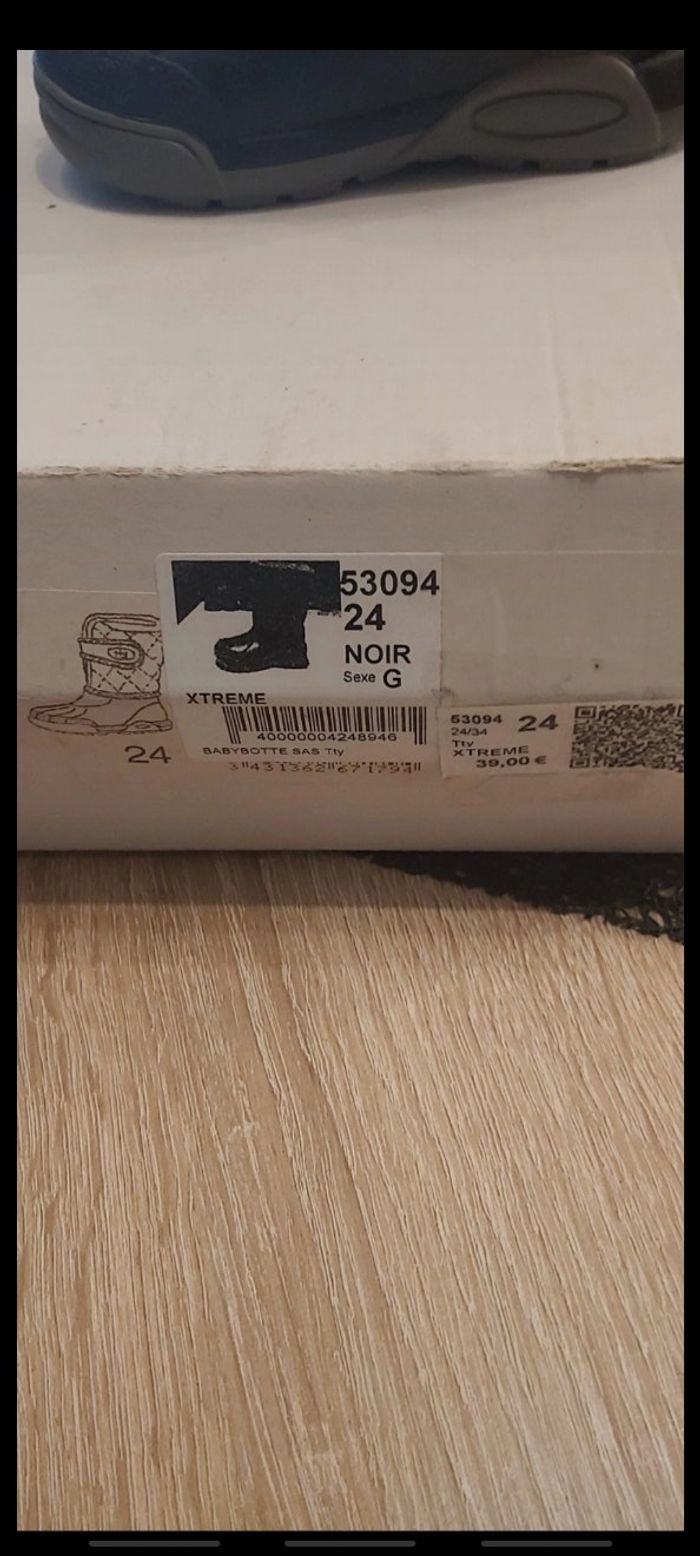 53094
24
NOIR
Sexe G
XTREME
40000004248946
BABYBOTTE SAS Tty
24
53094 24
24/34
Tty
XTREME
39,00 €